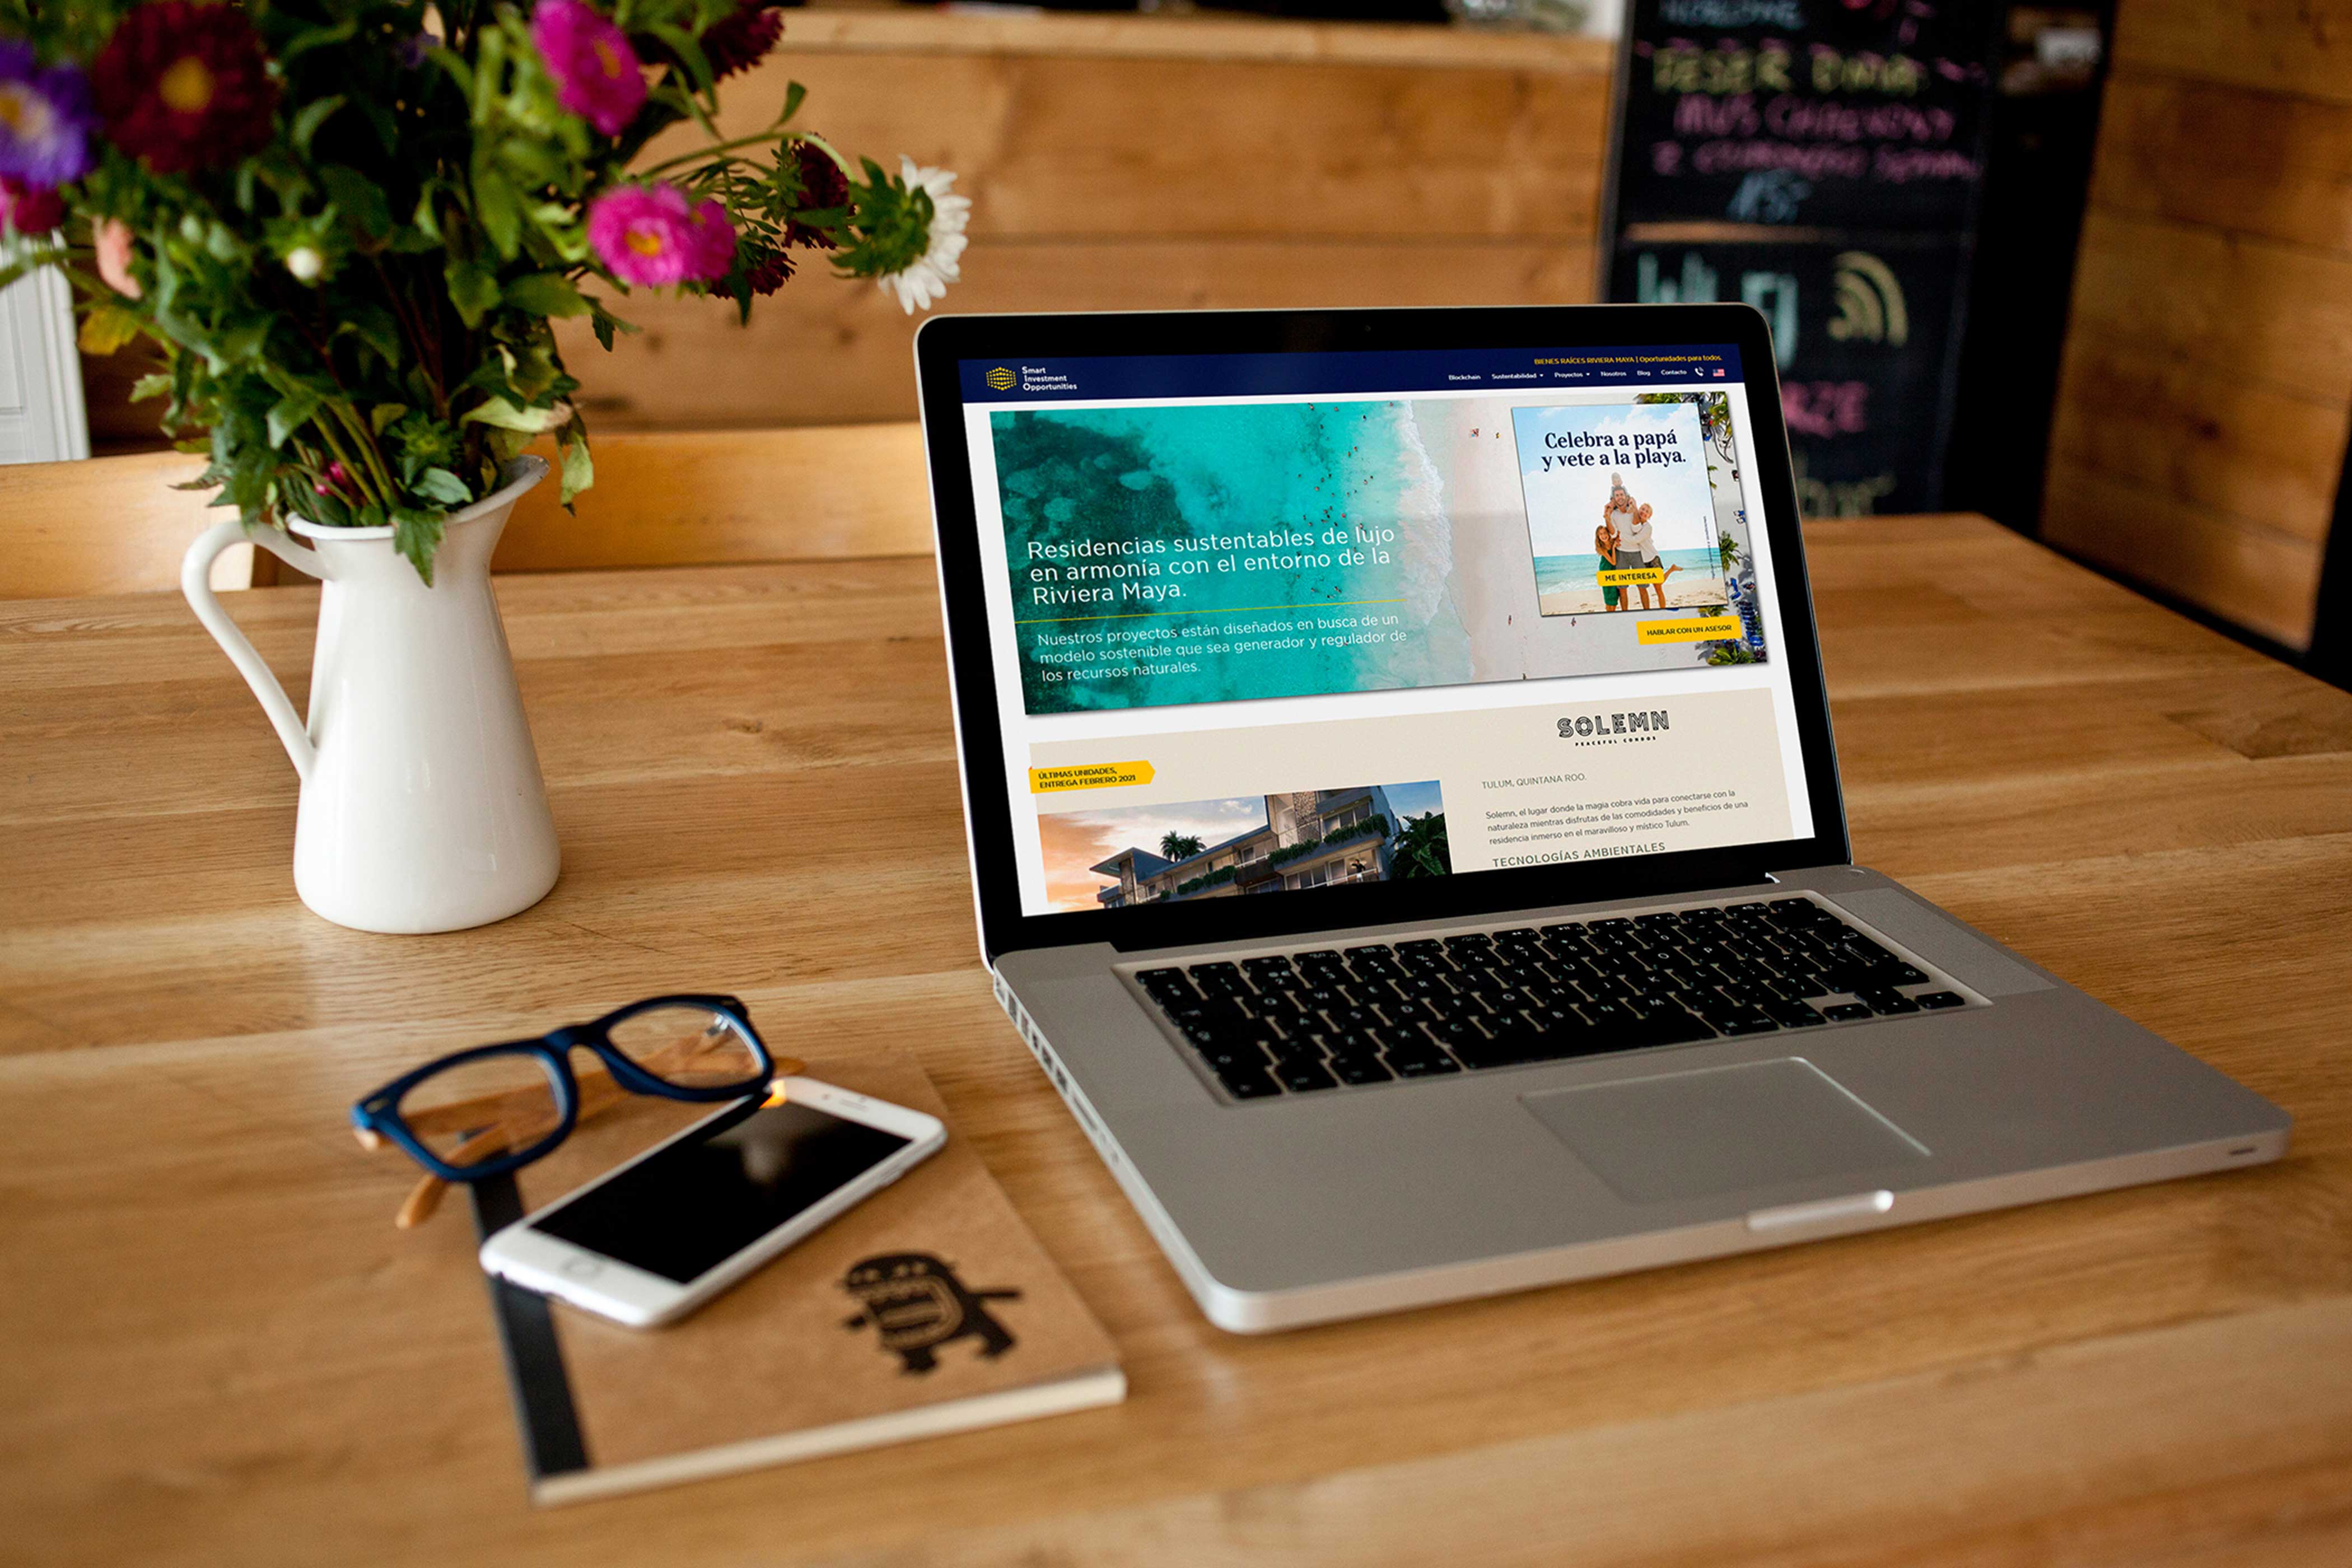 Smart
Investment
Opportunities
BIENES RAÍCES RIVIERA MAYA | Oportunidades para todos.
Blockchain Sustentabilidad Proyectos Nosotros Blog Contacto
Celebra a papá
y vete a la playa.
ME INTERESA
HABLAR CON UN ASESOR
Residencias sustentables de lujo
en armonía con el entorno de la
Riviera Maya.
Nuestros proyectos están diseñados en busca de un
modelo sostenible que sea generador y regulador de
los recursos naturales.
ÚLTIMAS UNIDADES,
ENTREGA FEBRERO 2021
SOLEMN
PEACEFUL CONDOS
TULUM, QUINTANA ROO.
Solemn, el lugar donde la magia cobra vida para conectarse con la
naturaleza mientras disfrutas de las comodidades y beneficios de una
residencia inmerso en el maravilloso y místico Tulum.
TECNOLOGÍAS AMBIENTALES